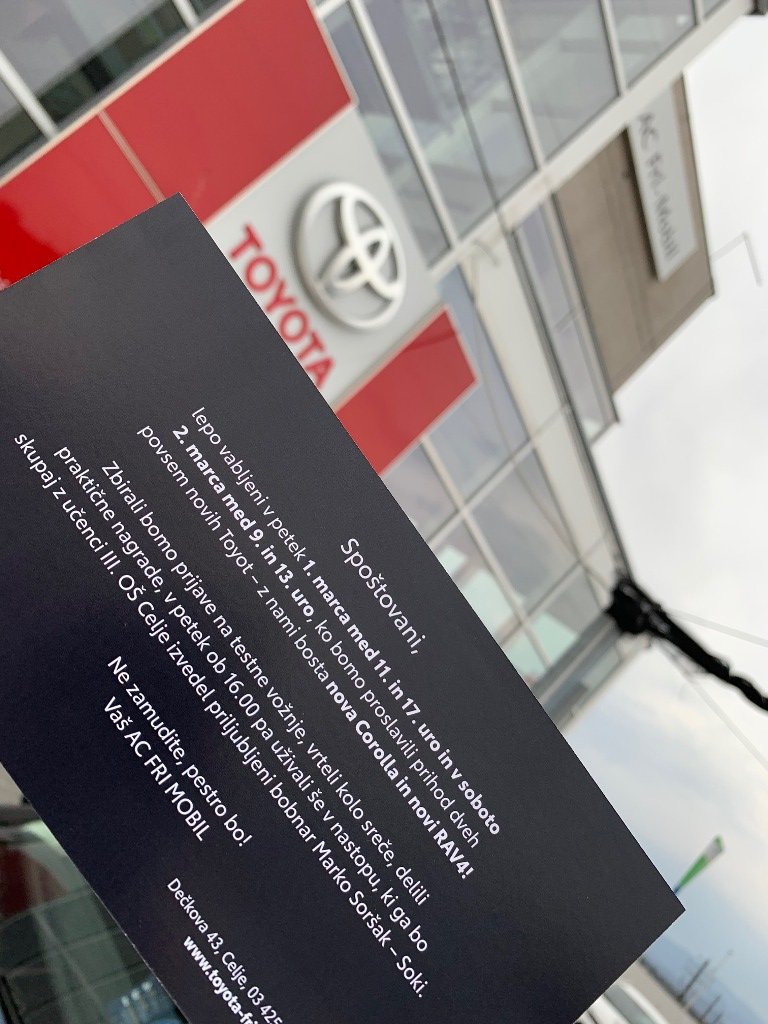 TOYOTA
AC Fri-Mobil
Spoštovani,
lepo vabljeni v petek 1. marca med 11. in 17. uro in v soboto
2. marca med 9. in 13. uro, ko bomo proslavili prihod dveh
povsem novih Toyot – z nami bosta nova Corolla in novi RAV4!
Zbirali bomo prijave na testne vožnje, vrteli kolo sreče, delili
praktične nagrade, v petek ob 16.00 pa uživali še v nastopu, ki ga bo
skupaj z učenci III. OŠ Celje izvedel priljubljeni bobnar Marko Soršak – Soki.
Ne zamudite, pestro bo!
Vaš AC FRI MOBIL
Dečkova 43, Celje, 03 425
www.toyota-fri